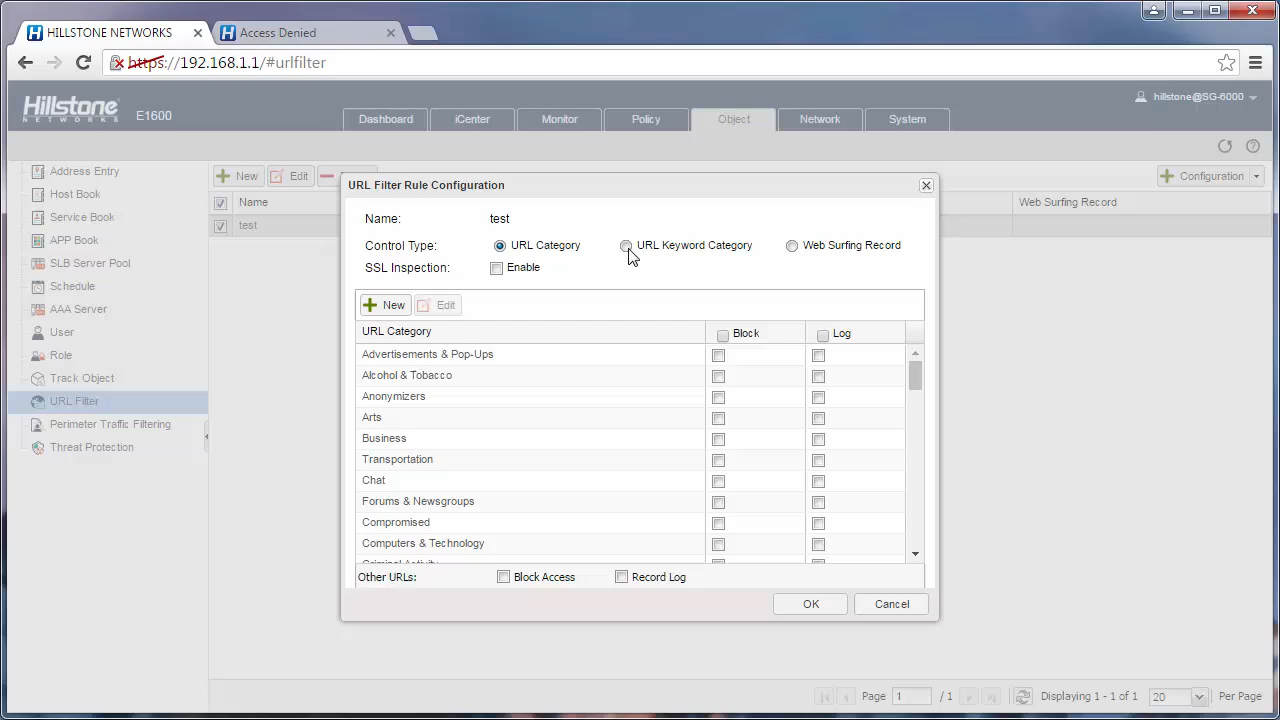 HILLSTONE NETWORKS
Access Denied
https://192.168.1.1/#urlfilter
Hillstone
NETWORKS
E1600
Dashboard
iCenter
Monitor
Policy
Object
Network
System
hillstone@SG-6000
Address Entry
Host Book
Service Book
APP Book
SLB Server Pool
Schedule
AAA Server
User
Role
Track Object
URL Filter
Perimeter Traffic Filtering
Threat Protection
New
Edit
Configuration
Name
Web Surfing Record
test
URL Filter Rule Configuration
Name: test
Control Type: URL Category URL Keyword Category Web Surfing Record
SSL Inspection: Enable
New Edit
URL Category Block Log
Advertisements & Pop-Ups
Alcohol & Tobacco
Anonymizers
Arts
Business
Transportation
Chat
Forums & Newsgroups
Compromised
Computers & Technology
Criminal Activity
Other URLs: Block Access Record Log
OK Cancel
Page 1 / 1 Displaying 1 - 1 of 1 20 Per Page